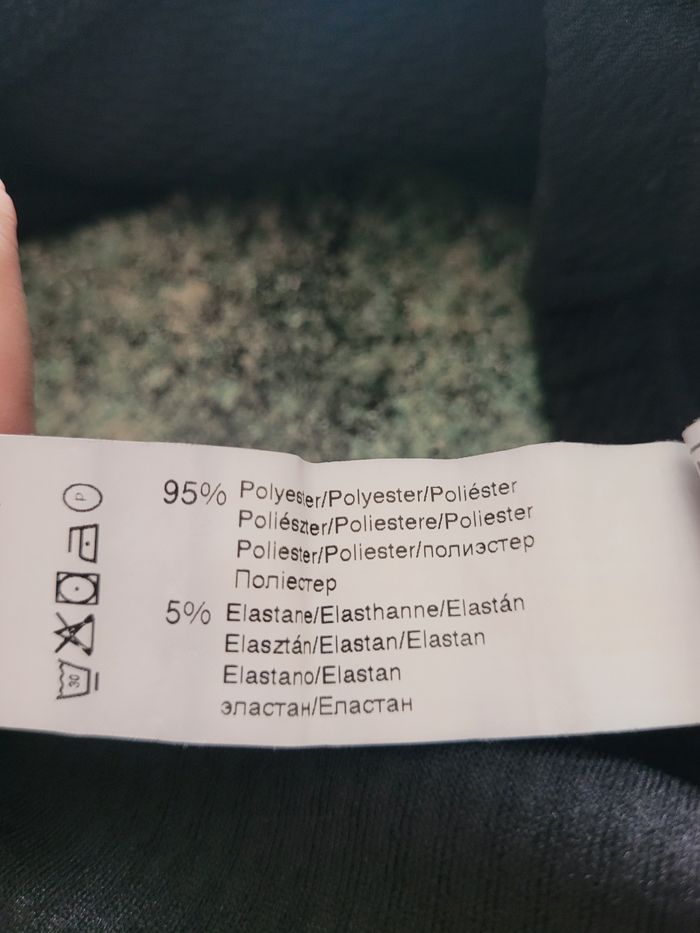 95% Polyester/Polyester/Poliéster
Poliészter/Poliestere/Poliester
Poliester/Poliester/полиэстер
Поліестер
5% Elastane/Elasthanne/Elastán
Elasztán/Elastan/Elastan
Elastano/Elastan
эластан/Еластан
P
30